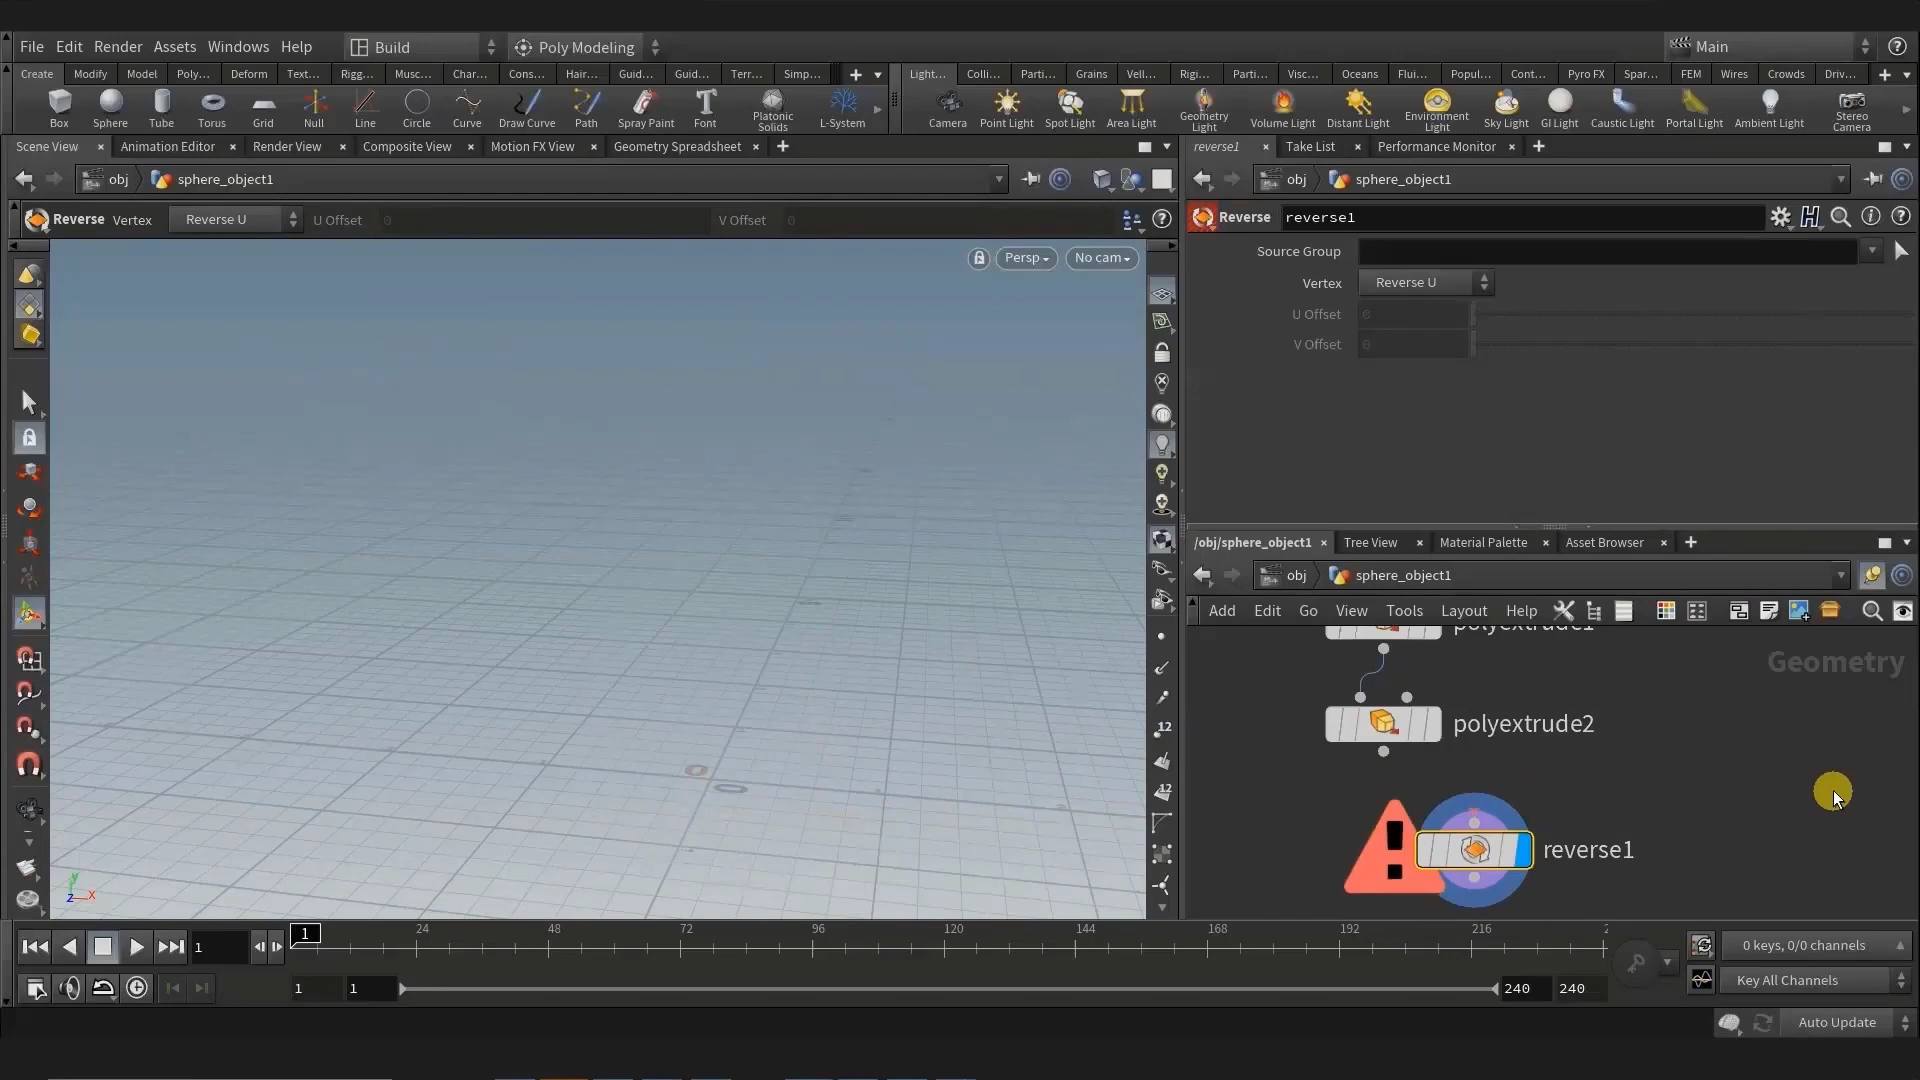 File Edit Render Assets Windows Help Build Poly Modeling Main
Create Modify Model Poly... Deform Text... Rigg... Musc... Char... Cons... Hair... Guid... Guid... Terr... Simp... Light... Colli... Parti... Grains Vell... Rigi... Parti... Visc... Oceans Flui... Popul... Cont... Pyro FX Spar... FEM Wires Crowds Driv...
Box Sphere Tube Torus Grid Null Line Circle Curve Draw Curve Path Spray Paint Font Platonic Solids L-System Camera Point Light Spot Light Area Light Geometry Light Volume Light Distant Light Environment Light Sky Light GI Light Caustic Light Portal Light Ambient Light Stereo Camera
Scene View Animation Editor Render View Composite View Motion FX View Geometry Spreadsheet reverse1 Take List Performance Monitor
obj sphere_object1 obj sphere_object1
Reverse Vertex Reverse U U Offset 0 V Offset 0 Reverse reverse1
Persp No cam
Source Group
Vertex Reverse U
U Offset 0
V Offset 0
/obj/sphere_object1 Tree View Material Palette Asset Browser
obj sphere_object1
Add Edit Go View Tools Layout Help
polyextrude1
Geometry
polyextrude2
reverse1
12
12
y
z x
1 1 24 48 72 96 120 144 168 192 216 2
0 keys, 0/0 channels
1 1 240 240 Key All Channels
Auto Update